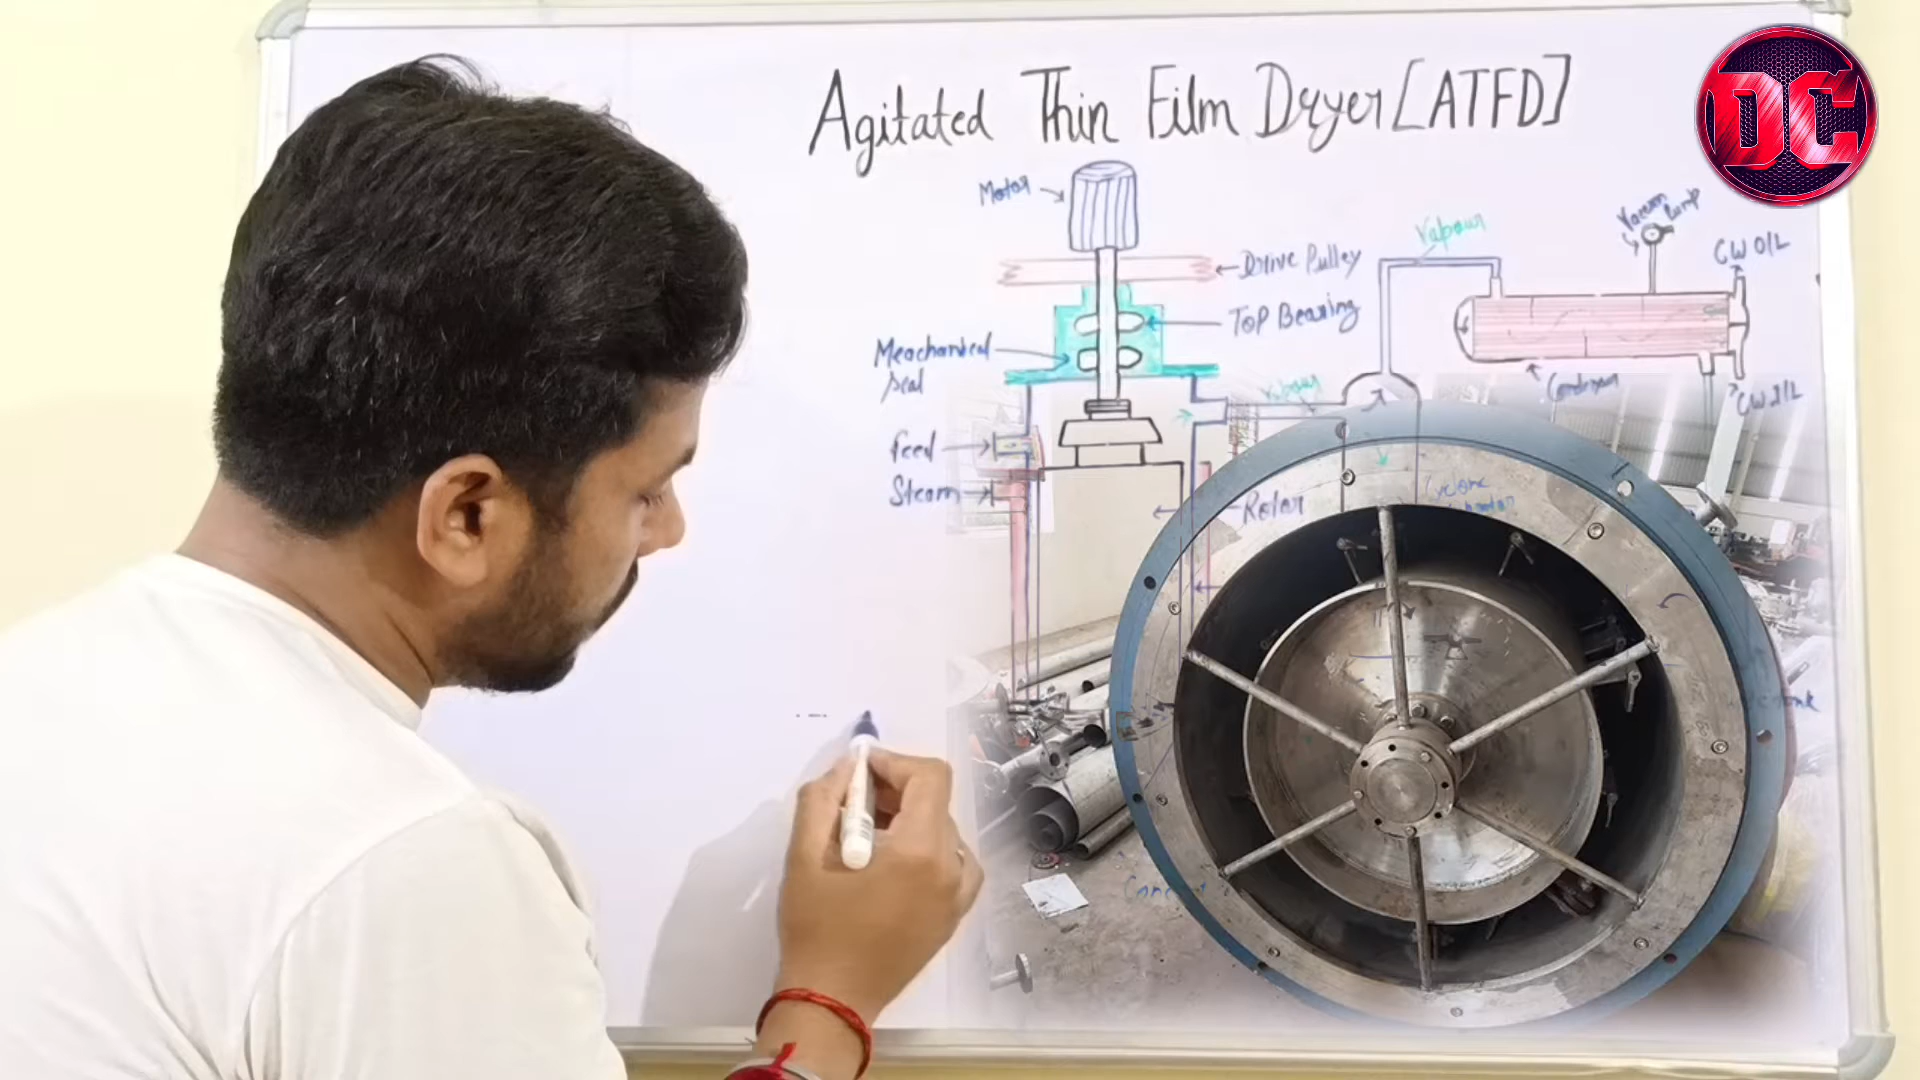 Agitated Thin Film Dryer [ATFD]
DC
Motor
Vapour
Vacuum Pump
CW O/L
Drive Pulley
Top Bearing
Meachanical
Seal
Vapour
Condenser
CW I/L
Feed
Steam
Rotor
Cyclone